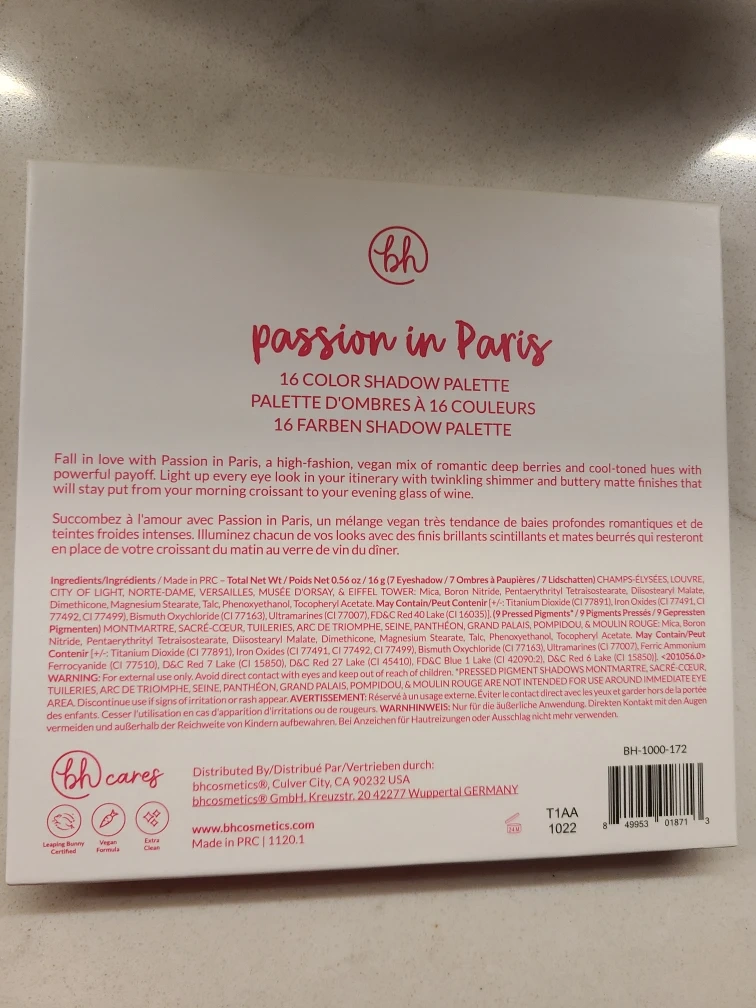 bh
passion in Paris
16 COLOR SHADOW PALETTE
PALETTE D'OMBRES À 16 COULEURS
16 FARBEN SHADOW PALETTE
Fall in love with Passion in Paris, a high-fashion, vegan mix of romantic deep berries and cool-toned hues with
powerful payoff. Light up every eye look in your itinerary with twinkling shimmer and buttery matte finishes that
will stay put from your morning croissant to your evening glass of wine.
Succombez à l'amour avec Passion in Paris, un mélange vegan très tendance de baies profondes romantiques et de
teintes froides intenses. Illuminez chacun de vos looks avec des finis brillants scintillants et mates beurrés qui resteront
en place de votre croissant du matin au verre de vin du dîner.
Ingredients/Ingrédients / Made in PRC – Total Net Wt / Poids Net 0.56 oz / 16 g (7 Eyeshadow / 7 Ombres à Paupières / 7 Lidschatten) CHAMPS-ÉLYSÉES, LOUVRE,
CITY OF LIGHT, NORTE-DAME, VERSAILLES, MUSÉE D'ORSAY, & EIFFEL TOWER: Mica, Boron Nitride, Pentaerythrityl Tetraisostearate, Diisostearyl Malate,
Dimethicone, Magnesium Stearate, Talc, Phenoxyethanol, Tocopheryl Acetate. May Contain/Peut Contenir [+/-: Titanium Dioxide (CI 77891), Iron Oxides (CI 77491, CI
77492, CI 77499), Bismuth Oxychloride (CI 77163), Ultramarines (CI 77007), FD&C Red 40 Lake (CI 16035)]. (9 Pressed Pigments* / 9 Pigments Pressés / 9 Gepressten
Pigmenten) MONTMARTRE, SACRÉ-CŒUR, TUILERIES, ARC DE TRIOMPHE, SEINE, PANTHÉON, GRAND PALAIS, POMPIDOU, & MOULIN ROUGE: Mica, Boron
Nitride, Pentaerythrityl Tetraisostearate, Diisostearyl Malate, Dimethicone, Magnesium Stearate, Talc, Phenoxyethanol, Tocopheryl Acetate. May Contain/Peut
Contenir [+/-: Titanium Dioxide (CI 77891), Iron Oxides (CI 77491, CI 77492, CI 77499), Bismuth Oxychloride (CI 77163), Ultramarines (CI 77007), Ferric Ammonium
Ferrocyanide (CI 77510), D&C Red 7 Lake (CI 15850), D&C Red 27 Lake (CI 45410), FD&C Blue 1 Lake (CI 42090:2), D&C Red 6 Lake (CI 15850)]. <201056.0>
WARNING: For external use only. Avoid direct contact with eyes and keep out of reach of children. *PRESSED PIGMENT SHADOWS MONTMARTRE, SACRÉ-CŒUR,
TUILERIES, ARC DE TRIOMPHE, SEINE, PANTHÉON, GRAND PALAIS, POMPIDOU, & MOULIN ROUGE ARE NOT INTENDED FOR USE AROUND IMMEDIATE EYE
AREA. Discontinue use if signs of irritation or rash appear. AVERTISSEMENT: Réservé à un usage externe. Éviter le contact direct avec les yeux et garder hors de la portée
des enfants. Cesser l'utilisation en cas d'apparition d'irritations ou de rougeurs. WARNHINWEIS: Nur für die äußerliche Anwendung. Direkten Kontakt mit den Augen
vermeiden und außerhalb der Reichweite von Kindern aufbewahren. Bei Anzeichen für Hautreizungen oder Ausschlag nicht mehr verwenden.
bh cares
Leaping Bunny
Certified
Vegan
Formula
Extra
Clean
Distributed By/Distribué Par/Vertrieben durch:
bhcosmetics®, Culver City, CA 90232 USA
bhcosmetics® GmbH, Kreuzstr. 20 42277 Wuppertal GERMANY
www.bhcosmetics.com
Made in PRC | 1120.1
24 M
T1AA
1022
BH-1000-172
8 49953 01871 3